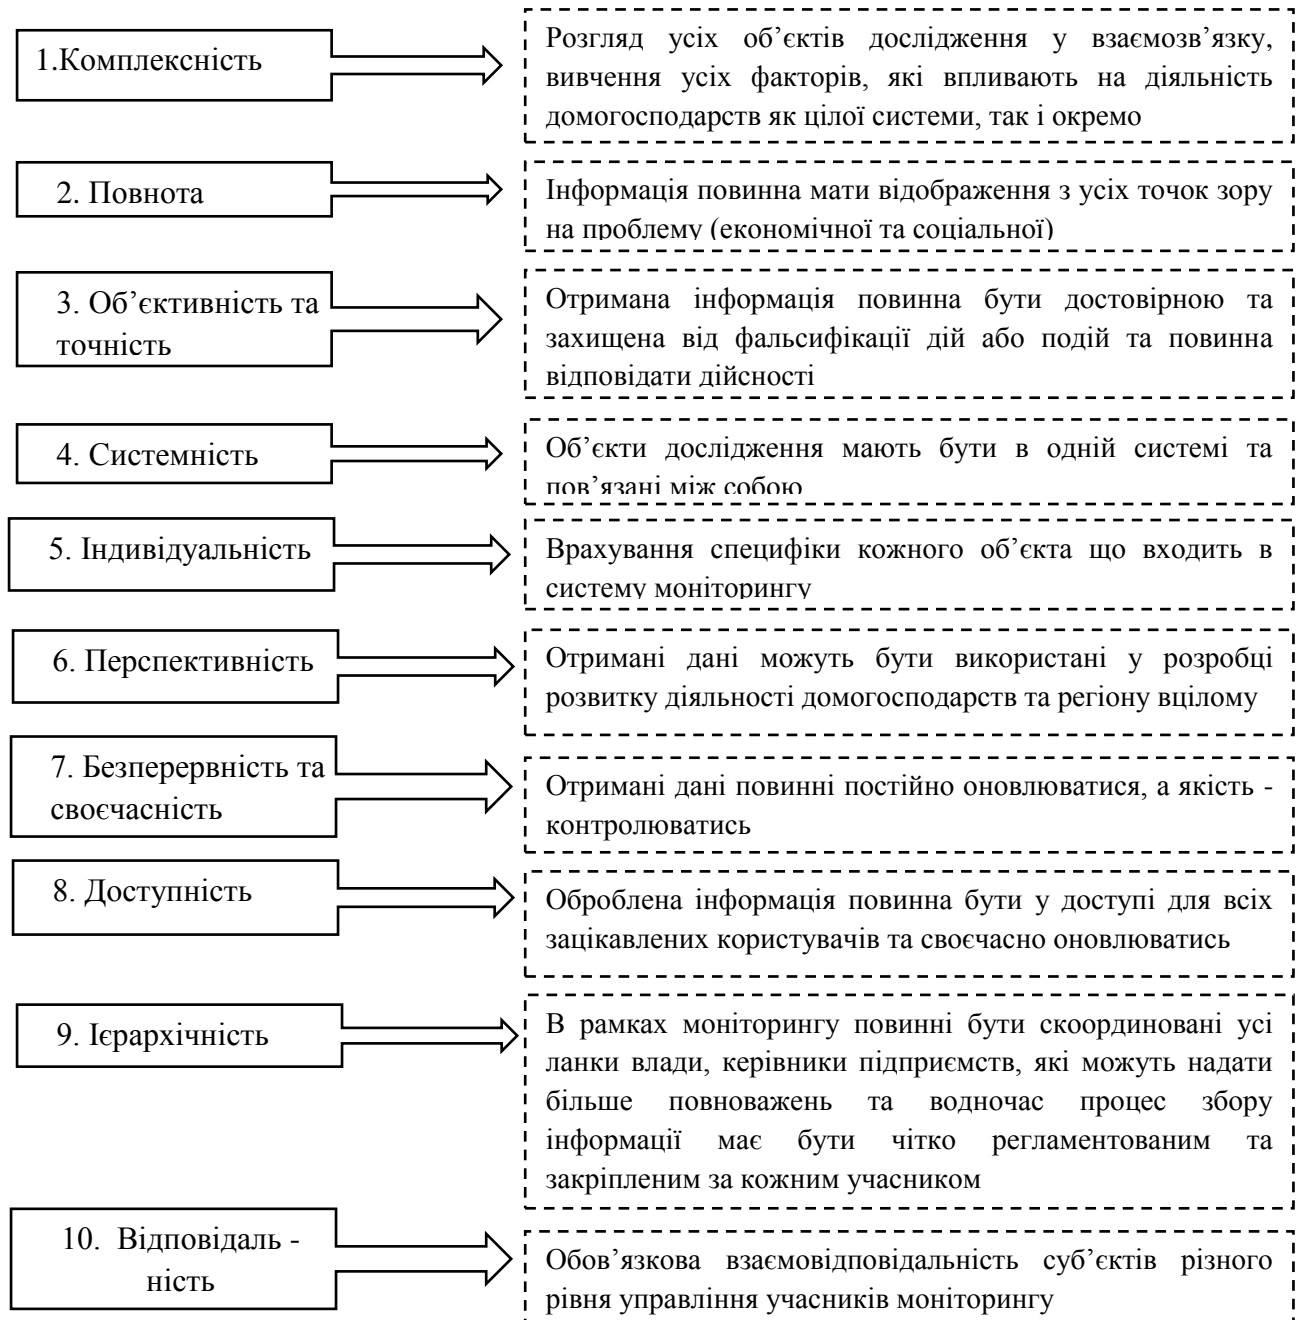 1.Комплексність
Розгляд усіх об’єктів дослідження у взаємозв’язку,
вивчення усіх факторів, які впливають на діяльність
домогосподарств як цілої системи, так і окремо
2. Повнота
Інформація повинна мати відображення з усіх точок зору
на проблему (економічної та соціальної)
3. Об’єктивність та
точність
Отримана інформація повинна бути достовірною та
захищена від фальсифікації дій або подій та повинна
відповідати дійсності
4. Системність
Об’єкти дослідження мають бути в одній системі та
пов’язані між собою
5. Індивідуальність
Врахування специфіки кожного об’єкта що входить в
систему моніторингу
6. Перспективність
Отримані дані можуть бути використані у розробці
розвитку діяльності домогосподарств та регіону вцілому
7. Безперервність та
своєчасність
Отримані дані повинні постійно оновлюватися, а якість -
контролюватись
8. Доступність
Оброблена інформація повинна бути у доступі для всіх
зацікавлених користувачів та своєчасно оновлюватись
9. Ієрархічність
В рамках моніторингу повинні бути скоординовані усі
ланки влади, керівники підприємств, які можуть надати
більше повноважень та водночас процес збору
інформації має бути чітко регламентованим та
закріпленим за кожним учасником
10. Відповідаль -
ність
Обов’язкова взаємовідповідальність суб’єктів різного
рівня управління учасників моніторингу